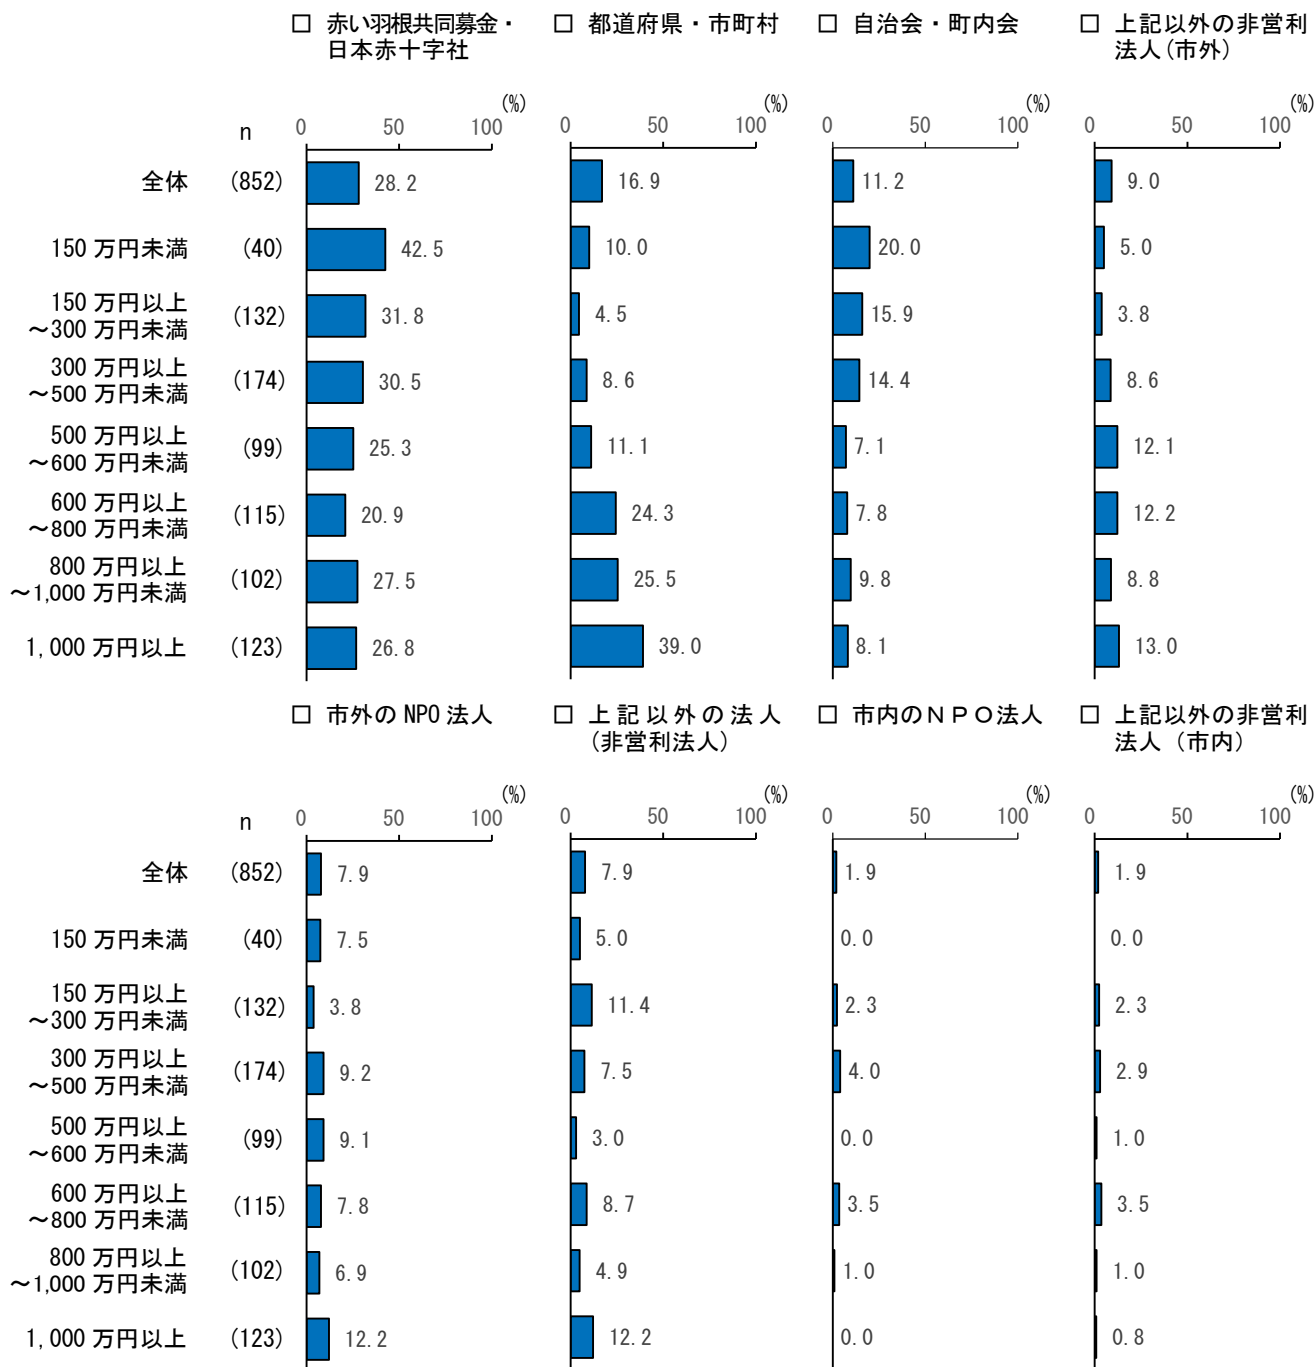 □ 赤い羽根共同募金・
日本赤十字社
□ 都道府県・市町村
□ 自治会・町内会
□ 上記以外の非営利
法人(市外)
n
0 50 100 (%)
0 50 100 (%)
0 50 100 (%)
0 50 100 (%)
全体 (852) 28.2 16.9 11.2 9.0
150 万円未満 (40) 42.5 10.0 20.0 5.0
150 万円以上
～300 万円未満 (132) 31.8 4.5 15.9 3.8
300 万円以上
～500 万円未満 (174) 30.5 8.6 14.4 8.6
500 万円以上
～600 万円未満 (99) 25.3 11.1 7.1 12.1
600 万円以上
～800 万円未満 (115) 20.9 24.3 7.8 12.2
800 万円以上
～1,000 万円未満 (102) 27.5 25.5 9.8 8.8
1,000 万円以上 (123) 26.8 39.0 8.1 13.0
□ 市外の NPO 法人
□ 上記以外の法人
(非営利法人)
□ 市内のＮＰＯ法人
□ 上記以外の非営利
法人（市内）
n
0 50 100 (%)
0 50 100 (%)
0 50 100 (%)
0 50 100 (%)
全体 (852) 7.9 7.9 1.9 1.9
150 万円未満 (40) 7.5 5.0 0.0 0.0
150 万円以上
～300 万円未満 (132) 3.8 11.4 2.3 2.3
300 万円以上
～500 万円未満 (174) 9.2 7.5 4.0 2.9
500 万円以上
～600 万円未満 (99) 9.1 3.0 0.0 1.0
600 万円以上
～800 万円未満 (115) 7.8 8.7 3.5 3.5
800 万円以上
～1,000 万円未満 (102) 6.9 4.9 1.0 1.0
1,000 万円以上 (123) 12.2 12.2 0.0 0.8